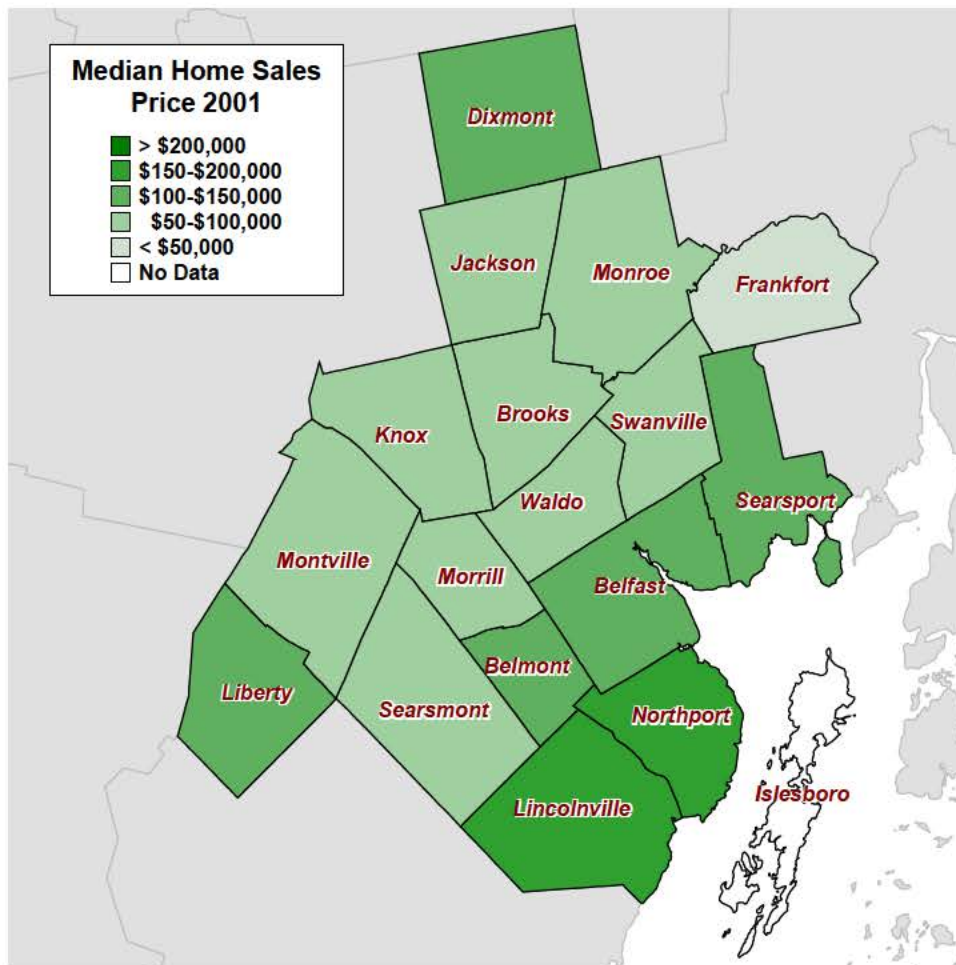 Median Home Sales
Price 2001
> $200,000
$150-$200,000
$100-$150,000
$50-$100,000
< $50,000
No Data
Dixmont
Jackson
Monroe
Frankfort
Knox
Brooks
Swanville
Waldo
Searsport
Montville
Morrill
Belfast
Belmont
Liberty
Searsmont
Northport
Islesboro
Lincolnville